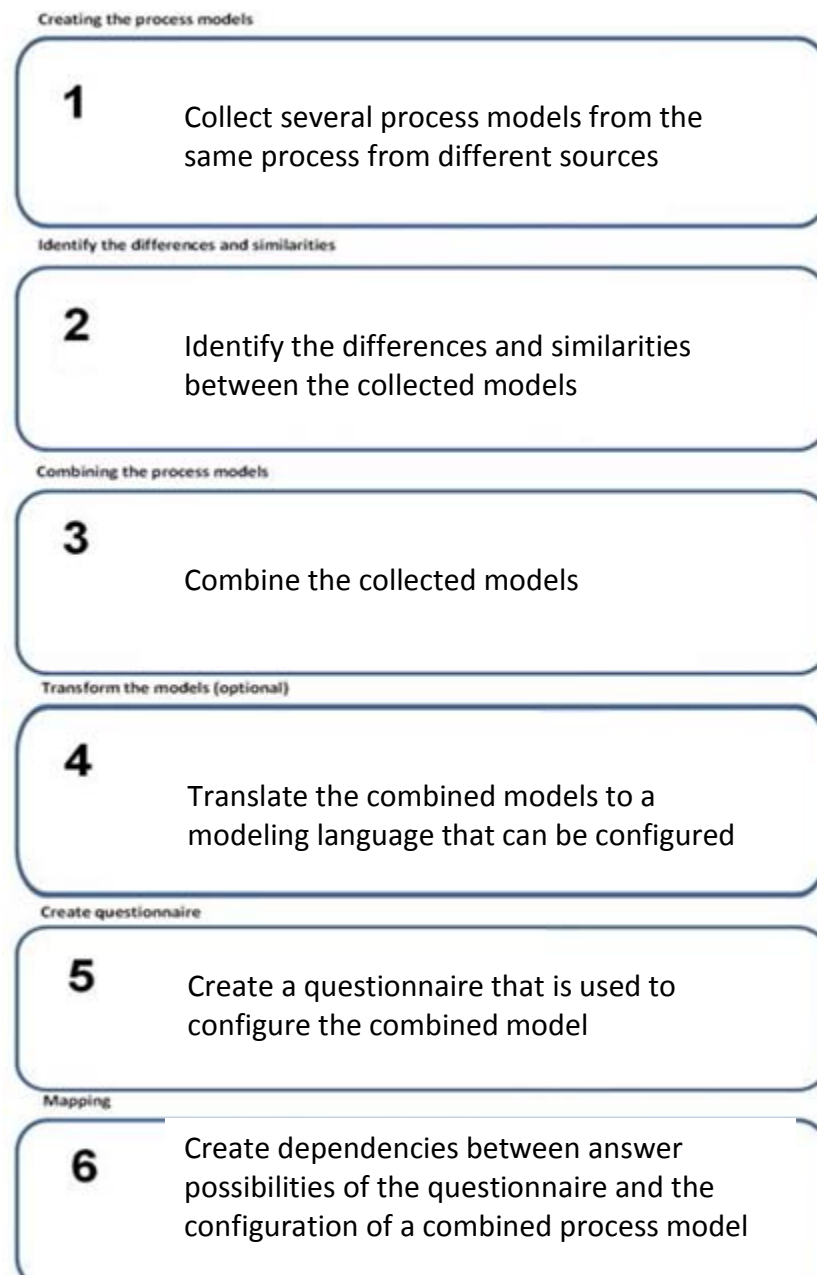 Creating the process models
1
Collect several process models from the
same process from different sources
Identify the differences and similarities
2
Identify the differences and similarities
between the collected models
Combining the process models
3
Combine the collected models
Transform the models (optional)
4
Translate the combined models to a
modeling language that can be configured
Create questionnaire
5
Create a questionnaire that is used to
configure the combined model
Mapping
6
Create dependencies between answer
possibilities of the questionnaire and the
configuration of a combined process model